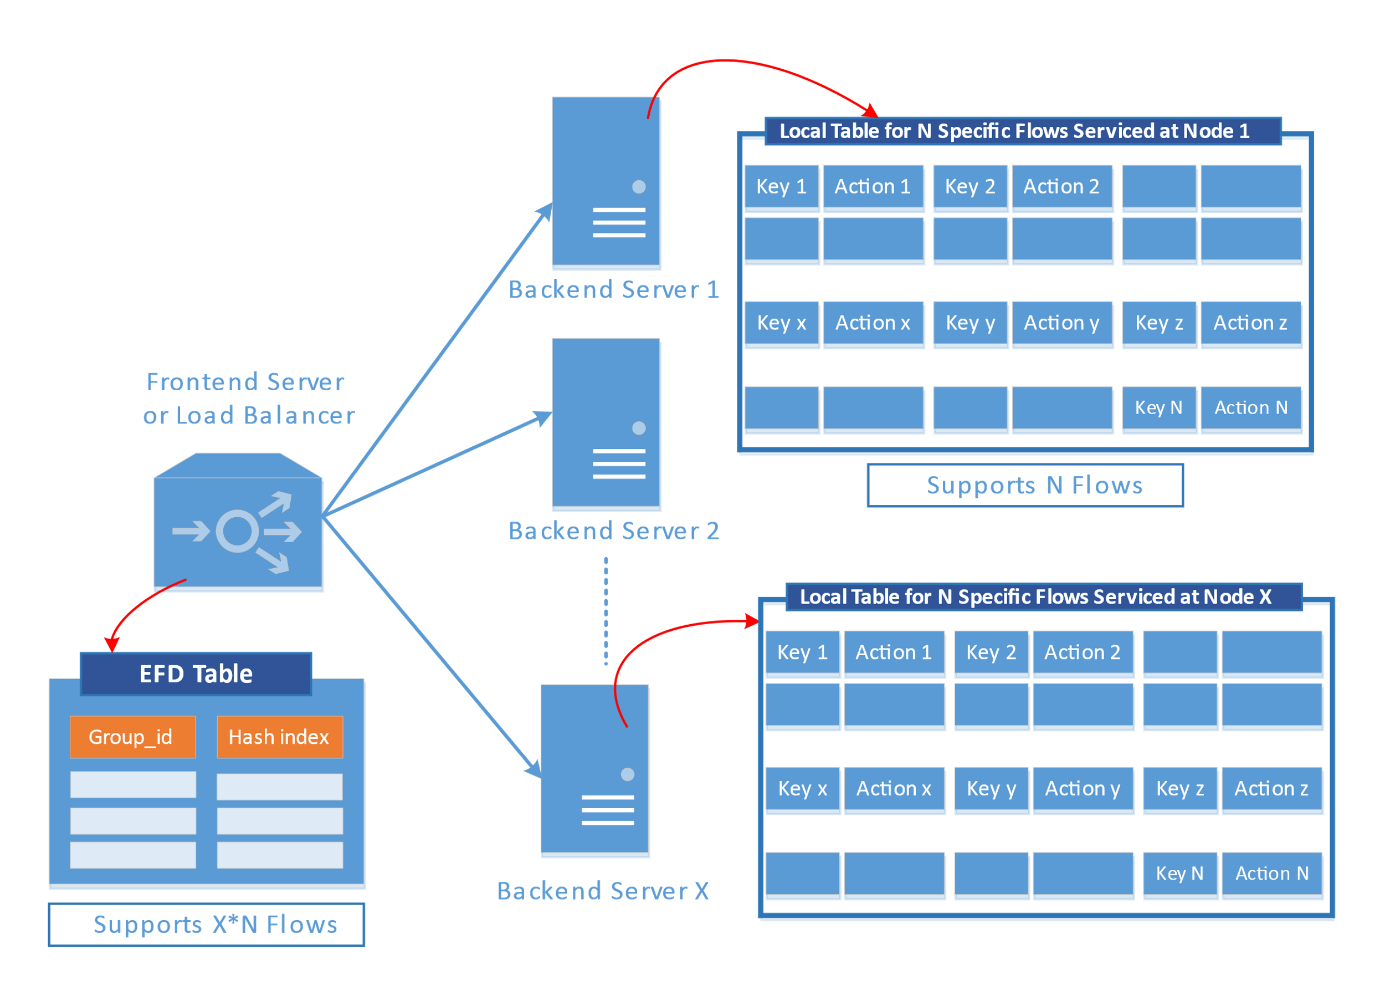 Local Table for N Specific Flows Serviced at Node 1
Key 1 Action 1 Key 2 Action 2
Key x Action x Key y Action y Key z Action z
Key N Action N
Supports N Flows
Backend Server 1
Frontend Server
or Load Balancer
Backend Server 2
Local Table for N Specific Flows Serviced at Node X
Key 1 Action 1 Key 2 Action 2
Key x Action x Key y Action y Key z Action z
Key N Action N
EFD Table
Group_id Hash index
Backend Server X
Supports X*N Flows